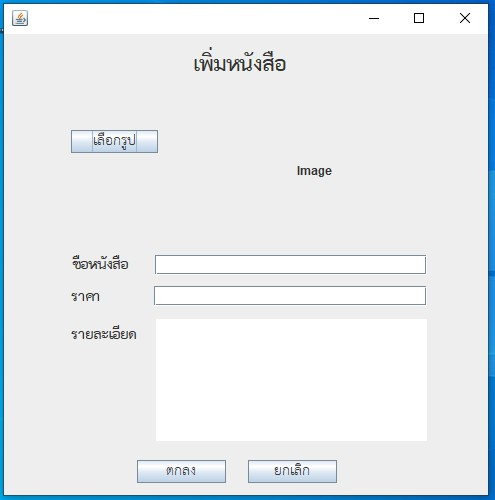 เพิ่มหนังสือ
เลือกรูป
Image
ชือหนังสือ
ราคา
รายละเอียด
ตกลง ยกเลิก